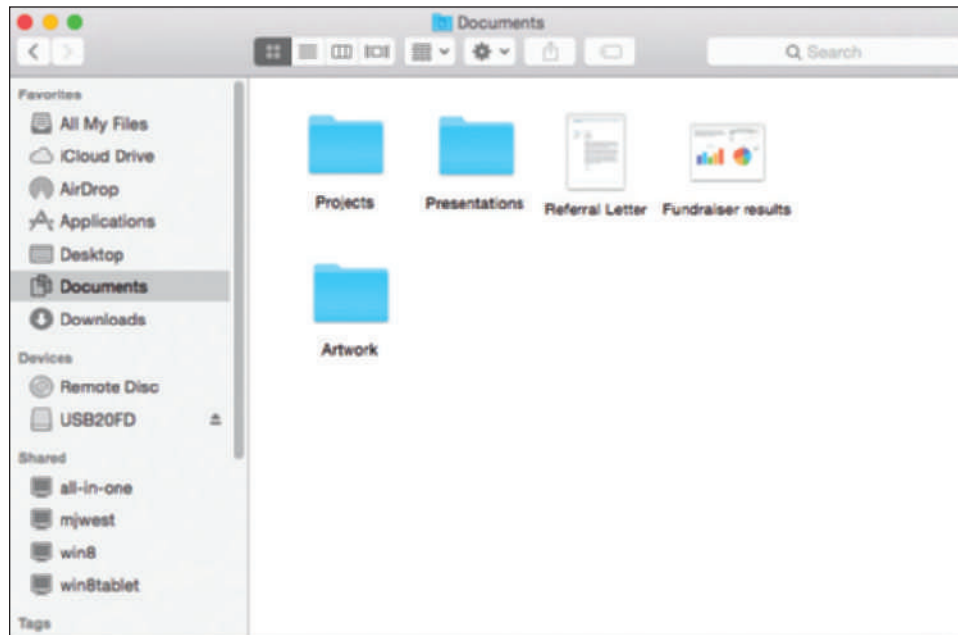 Documents
Search
Favorites
All My Files
iCloud Drive
AirDrop
Applications
Desktop
Documents
Downloads
Devices
Remote Disc
USB20FD
Shared
all-in-one
mjwest
win8
win8tablet
Tags
Projects
Presentations
Referral Letter
Fundraiser results
Artwork